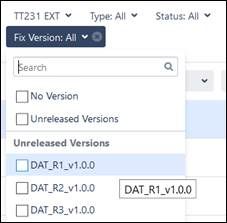 TT231 EXT Type: All Status: All
Fix Version: All
Search
No Version
Unreleased Versions
Unreleased Versions
DAT_R1_v1.0.0
DAT_R2_v1.0.0 DAT_R1_v1.0.0
DAT_R3_v1.0.0